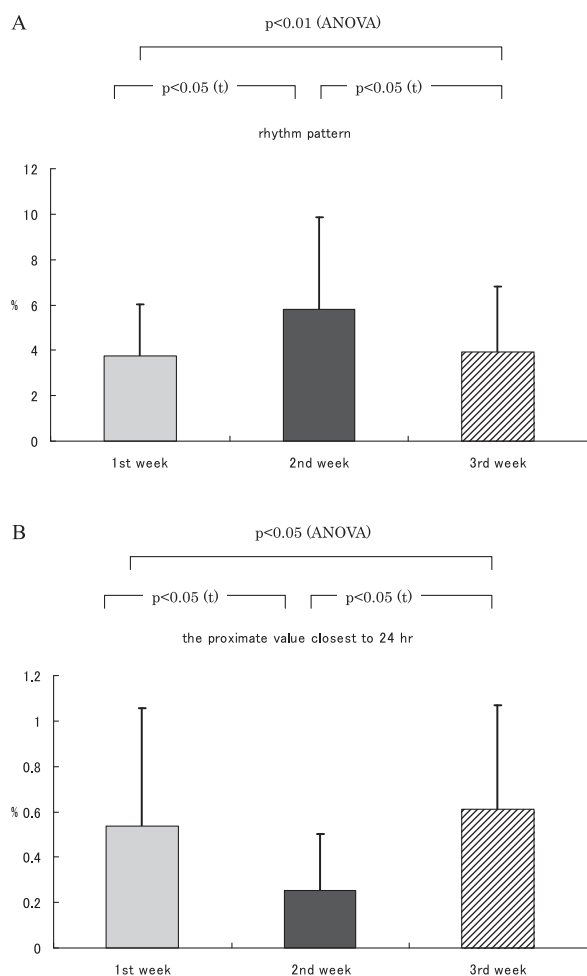 A
p<0.01 (ANOVA)
p<0.05 (t) p<0.05 (t)
rhythm pattern
12
10
8
6
%
4
2
0
1st week 2nd week 3rd week
B
p<0.05 (ANOVA)
p<0.05 (t) p<0.05 (t)
the proximate value closest to 24 hr
1.2
1
0.8
0.6
%
0.4
0.2
0
1st week 2nd week 3rd week